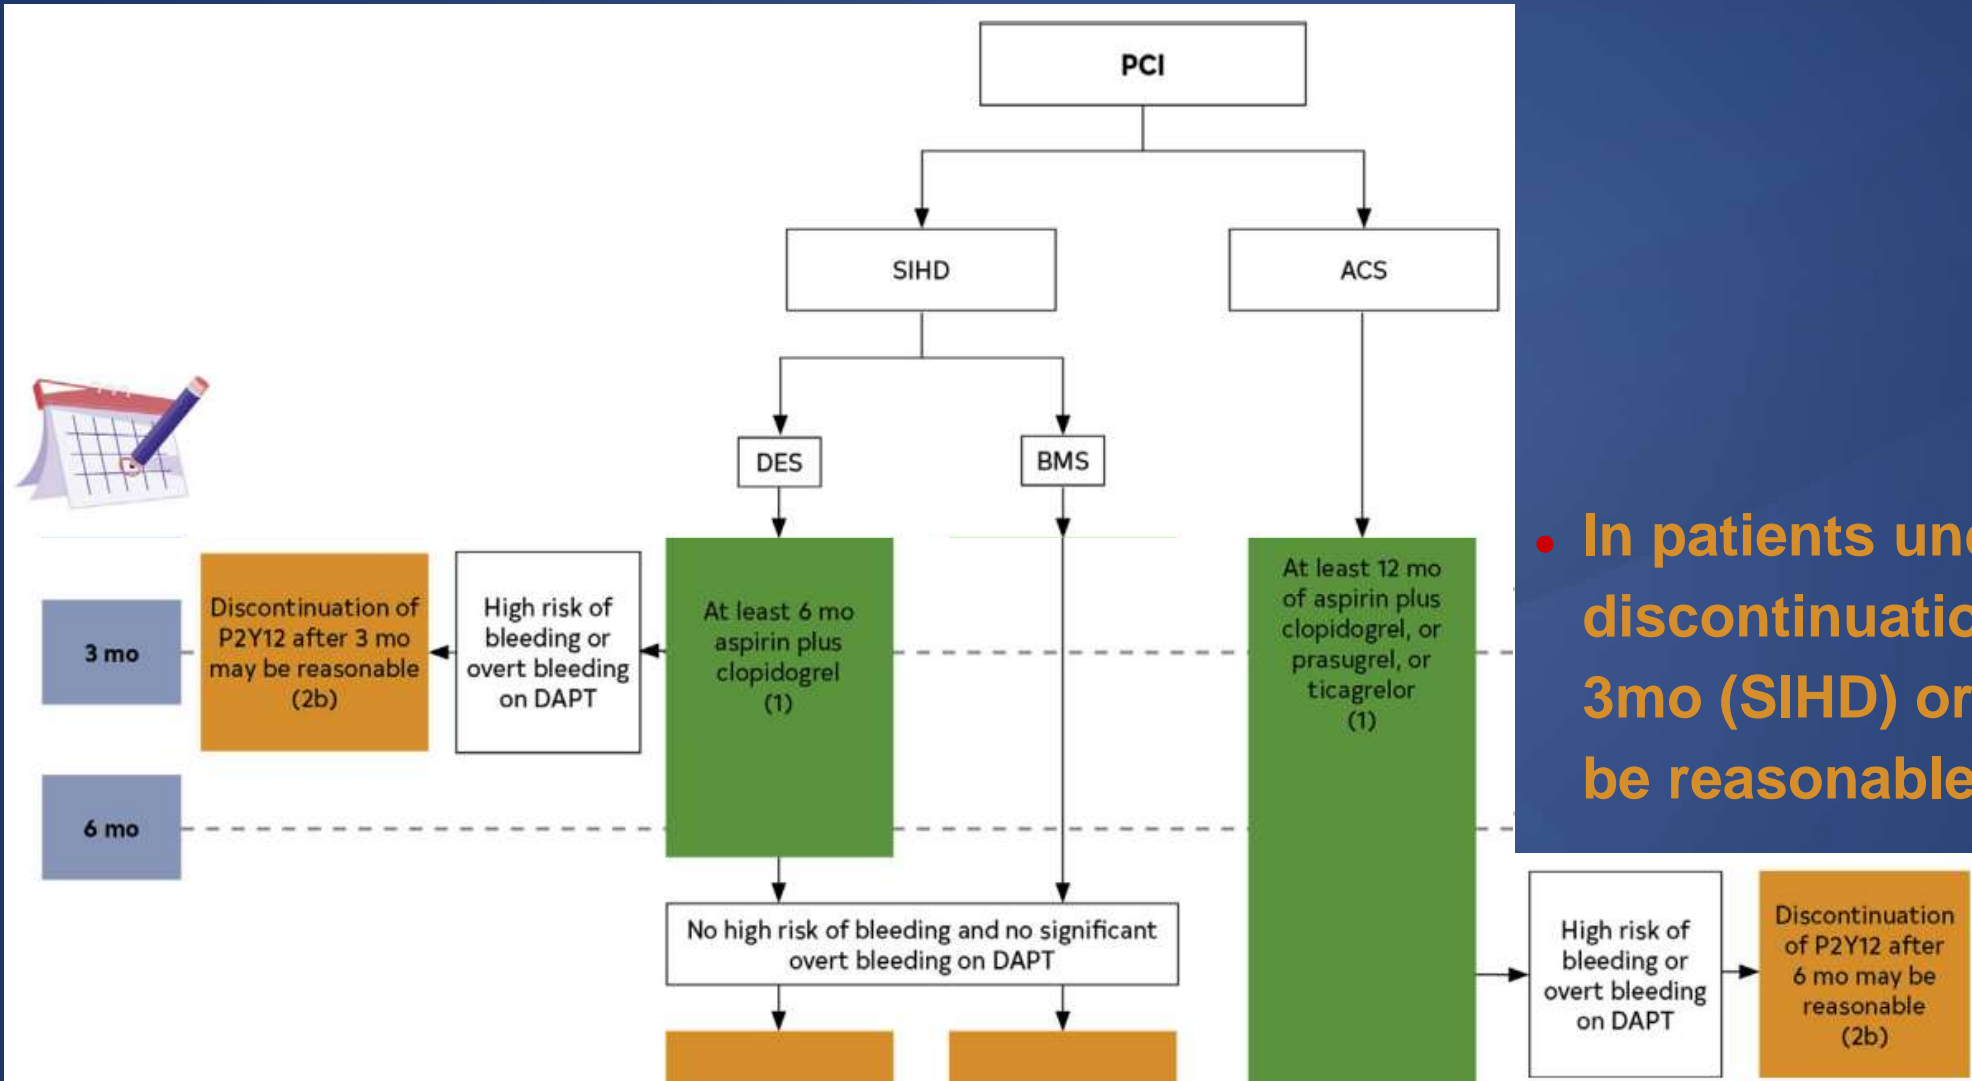 PCI
SIHD
ACS
DES
BMS
3 mo
Discontinuation of
P2Y12 after 3 mo
may be reasonable
(2b)
High risk of
bleeding or
overt bleeding
on DAPT
At least 6 mo
aspirin plus
clopidogrel
(1)
At least 12 mo
of aspirin plus
clopidogrel, or
prasugrel, or
ticagrelor
(1)
• In patients
3mo (SIHD) or
be reasonable
6 mo
No high risk of bleeding and no significant
overt bleeding on DAPT
High risk of
bleeding or
overt bleeding
on DAPT
Discontinuation
of P2Y12 after
6 mo may be
reasonable
(2b)